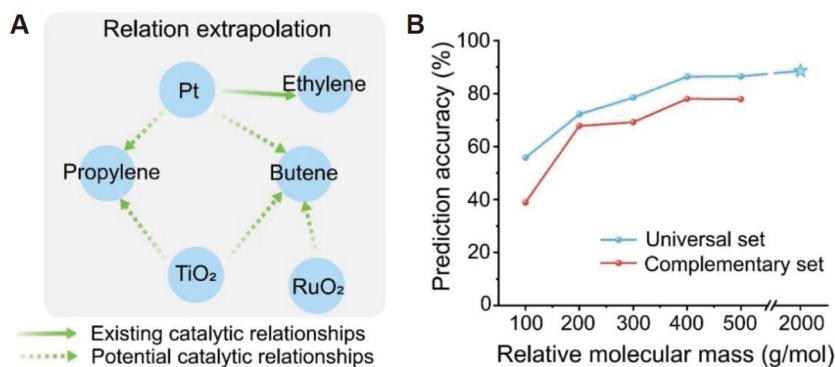 A
Relation extrapolation
Pt
Ethylene
Propylene
Butene
TiO₂
RuO₂
Existing catalytic relationships
Potential catalytic relationships
B
Prediction accuracy (%)
100
80
60
40
20
0
Universal set
Complementary set
100 200 300 400 500 2000
Relative molecular mass (g/mol)